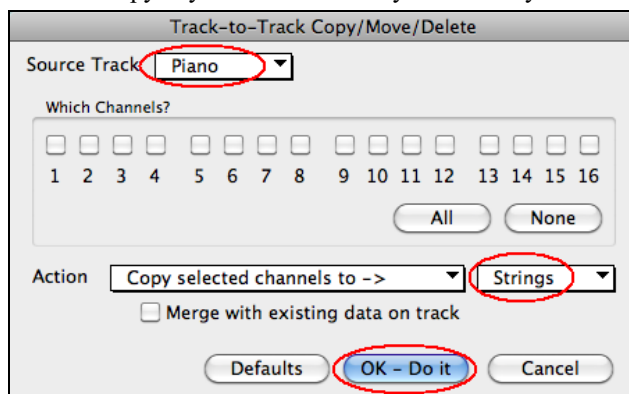 Track-to-Track Copy/Move/Delete
Source Track Piano
Which Channels?
1 2 3 4 5 6 7 8 9 10 11 12 13 14 15 16
All None
Action Copy selected channels to -> Strings
Merge with existing data on track
Defaults OK - Do it Cancel